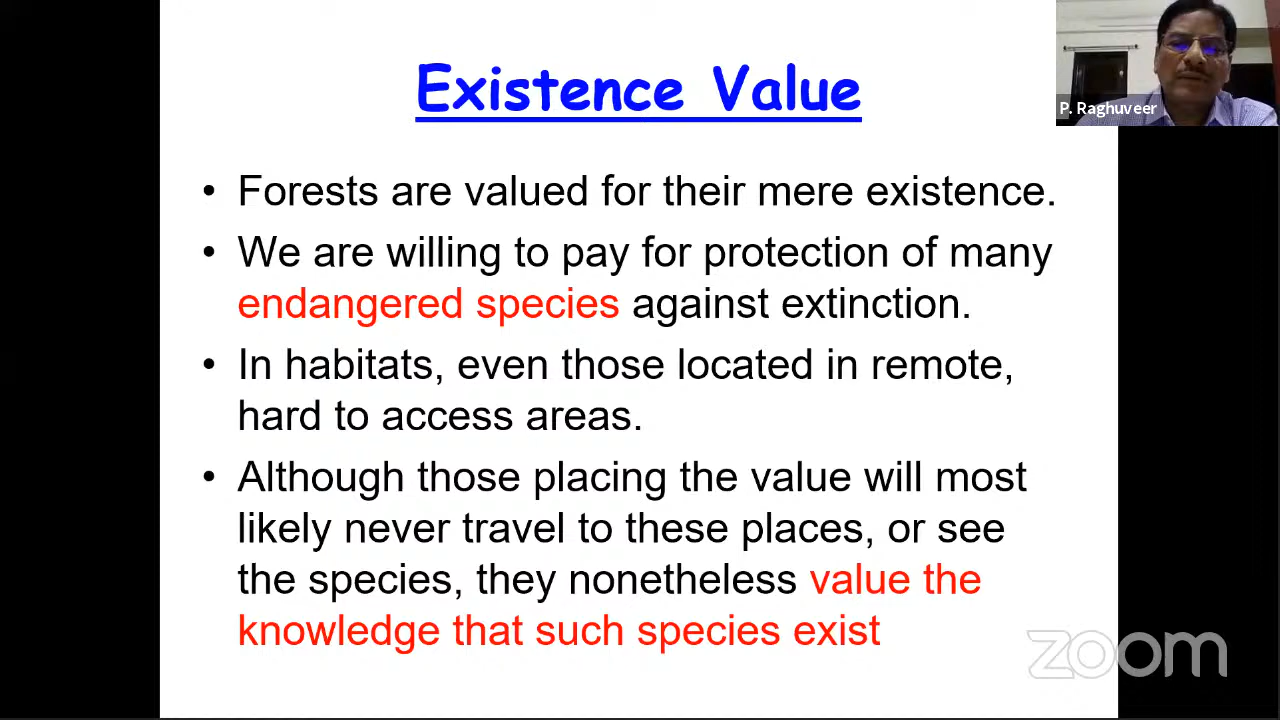 Existence Value
P. Raghuveer
• Forests are valued for their mere existence.
• We are willing to pay for protection of many
endangered species against extinction.
• In habitats, even those located in remote,
hard to access areas.
• Although those placing the value will most
likely never travel to these places, or see
the species, they nonetheless value the
knowledge that such species exist
zoom